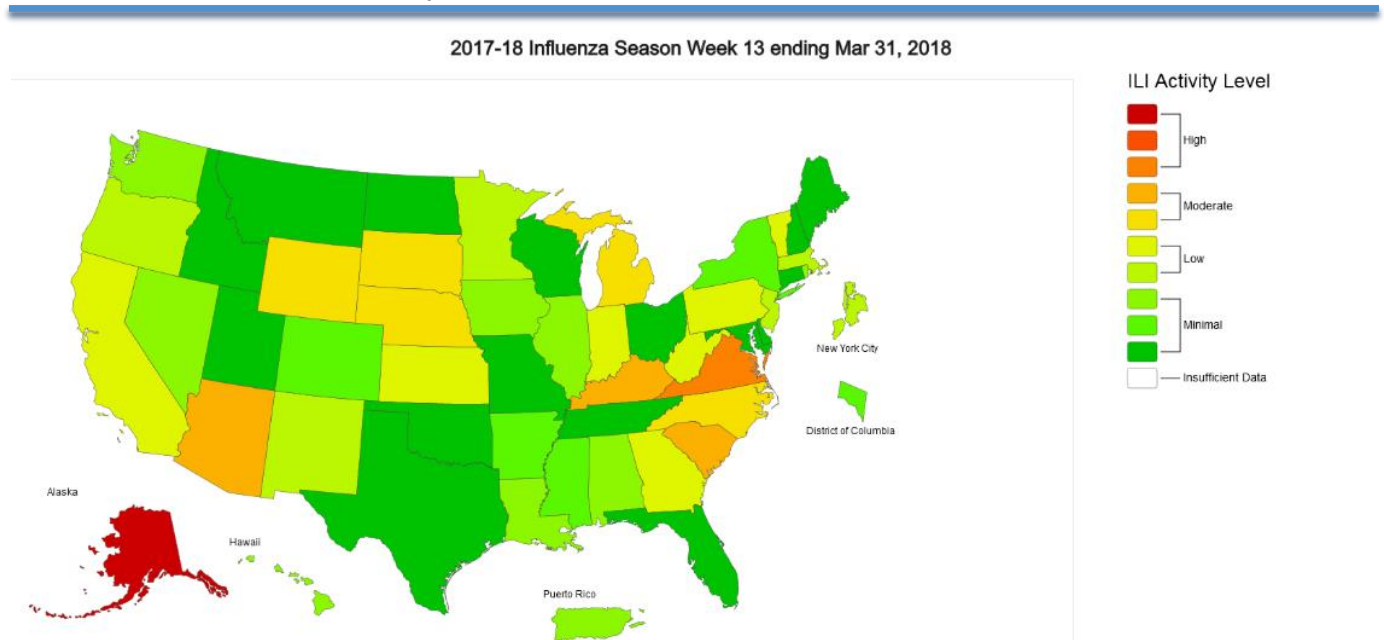 2017-18 Influenza Season Week 13 ending Mar 31, 2018
ILI Activity Level
High
Moderate
Low
Minimal
Insufficient Data
New York City
District of Columbia
Alaska
Hawaii
Puerto Rico